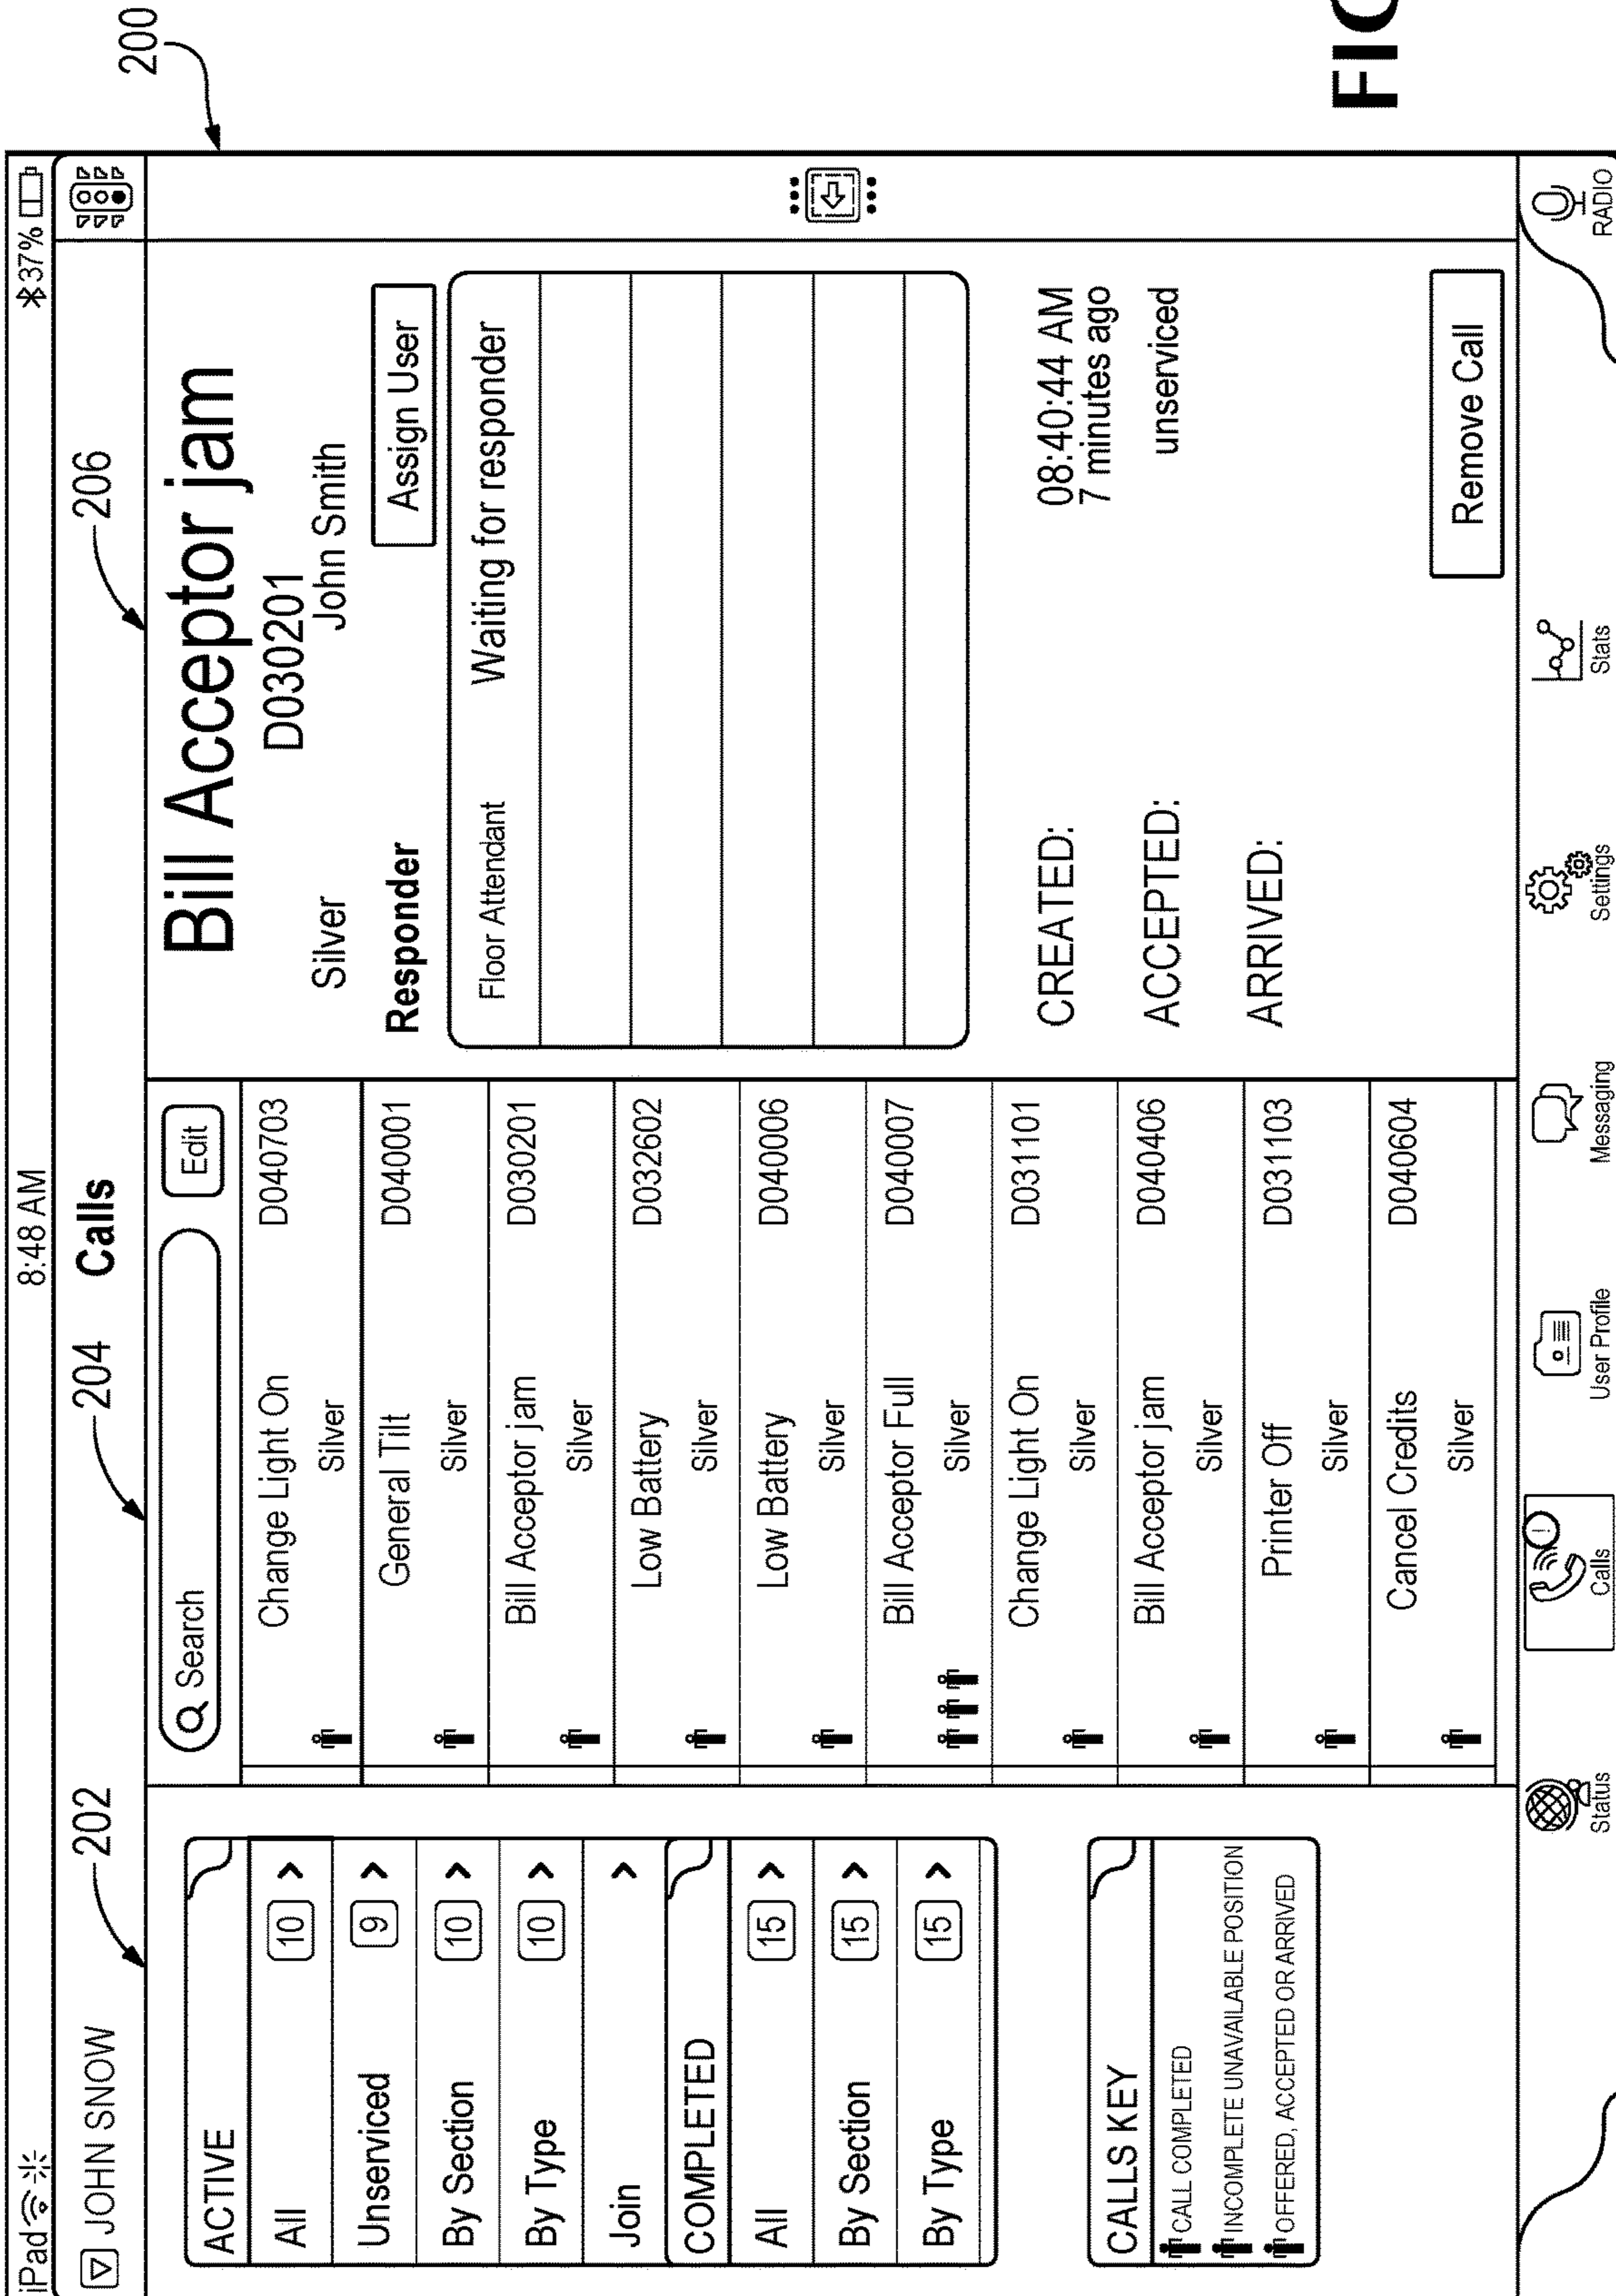 iPad 8:48 AM 37%
JOHN SNOW Calls
200
202
204
206
ACTIVE
All 10 >
Unserviced 9 >
By Section 10 >
By Type 10 >
Join >
COMPLETED
All 15 >
By Section 15 >
By Type 15 >
CALLS KEY
CALL COMPLETED
INCOMPLETE UNAVAILABLE POSITION
OFFERED, ACCEPTED OR ARRIVED
Search Edit
Change Light On D040703
Silver
General Tilt D040001
Silver
Bill Acceptor jam D030201
Silver
Low Battery D032602
Silver
Low Battery D040006
Silver
Bill Acceptor Full D040007
Silver
Change Light On D031101
Silver
Bill Acceptor jam D040406
Silver
Printer Off D031103
Silver
Cancel Credits D040604
Silver
Bill Acceptor jam
D030201
Silver John Smith
Responder Assign User
Floor Attendant Waiting for responder
CREATED: 08:40:44 AM
7 minutes ago
ACCEPTED: unserviced
ARRIVED:
Remove Call
Status
Calls
User Profile
Messaging
Settings
Stats
RADIO